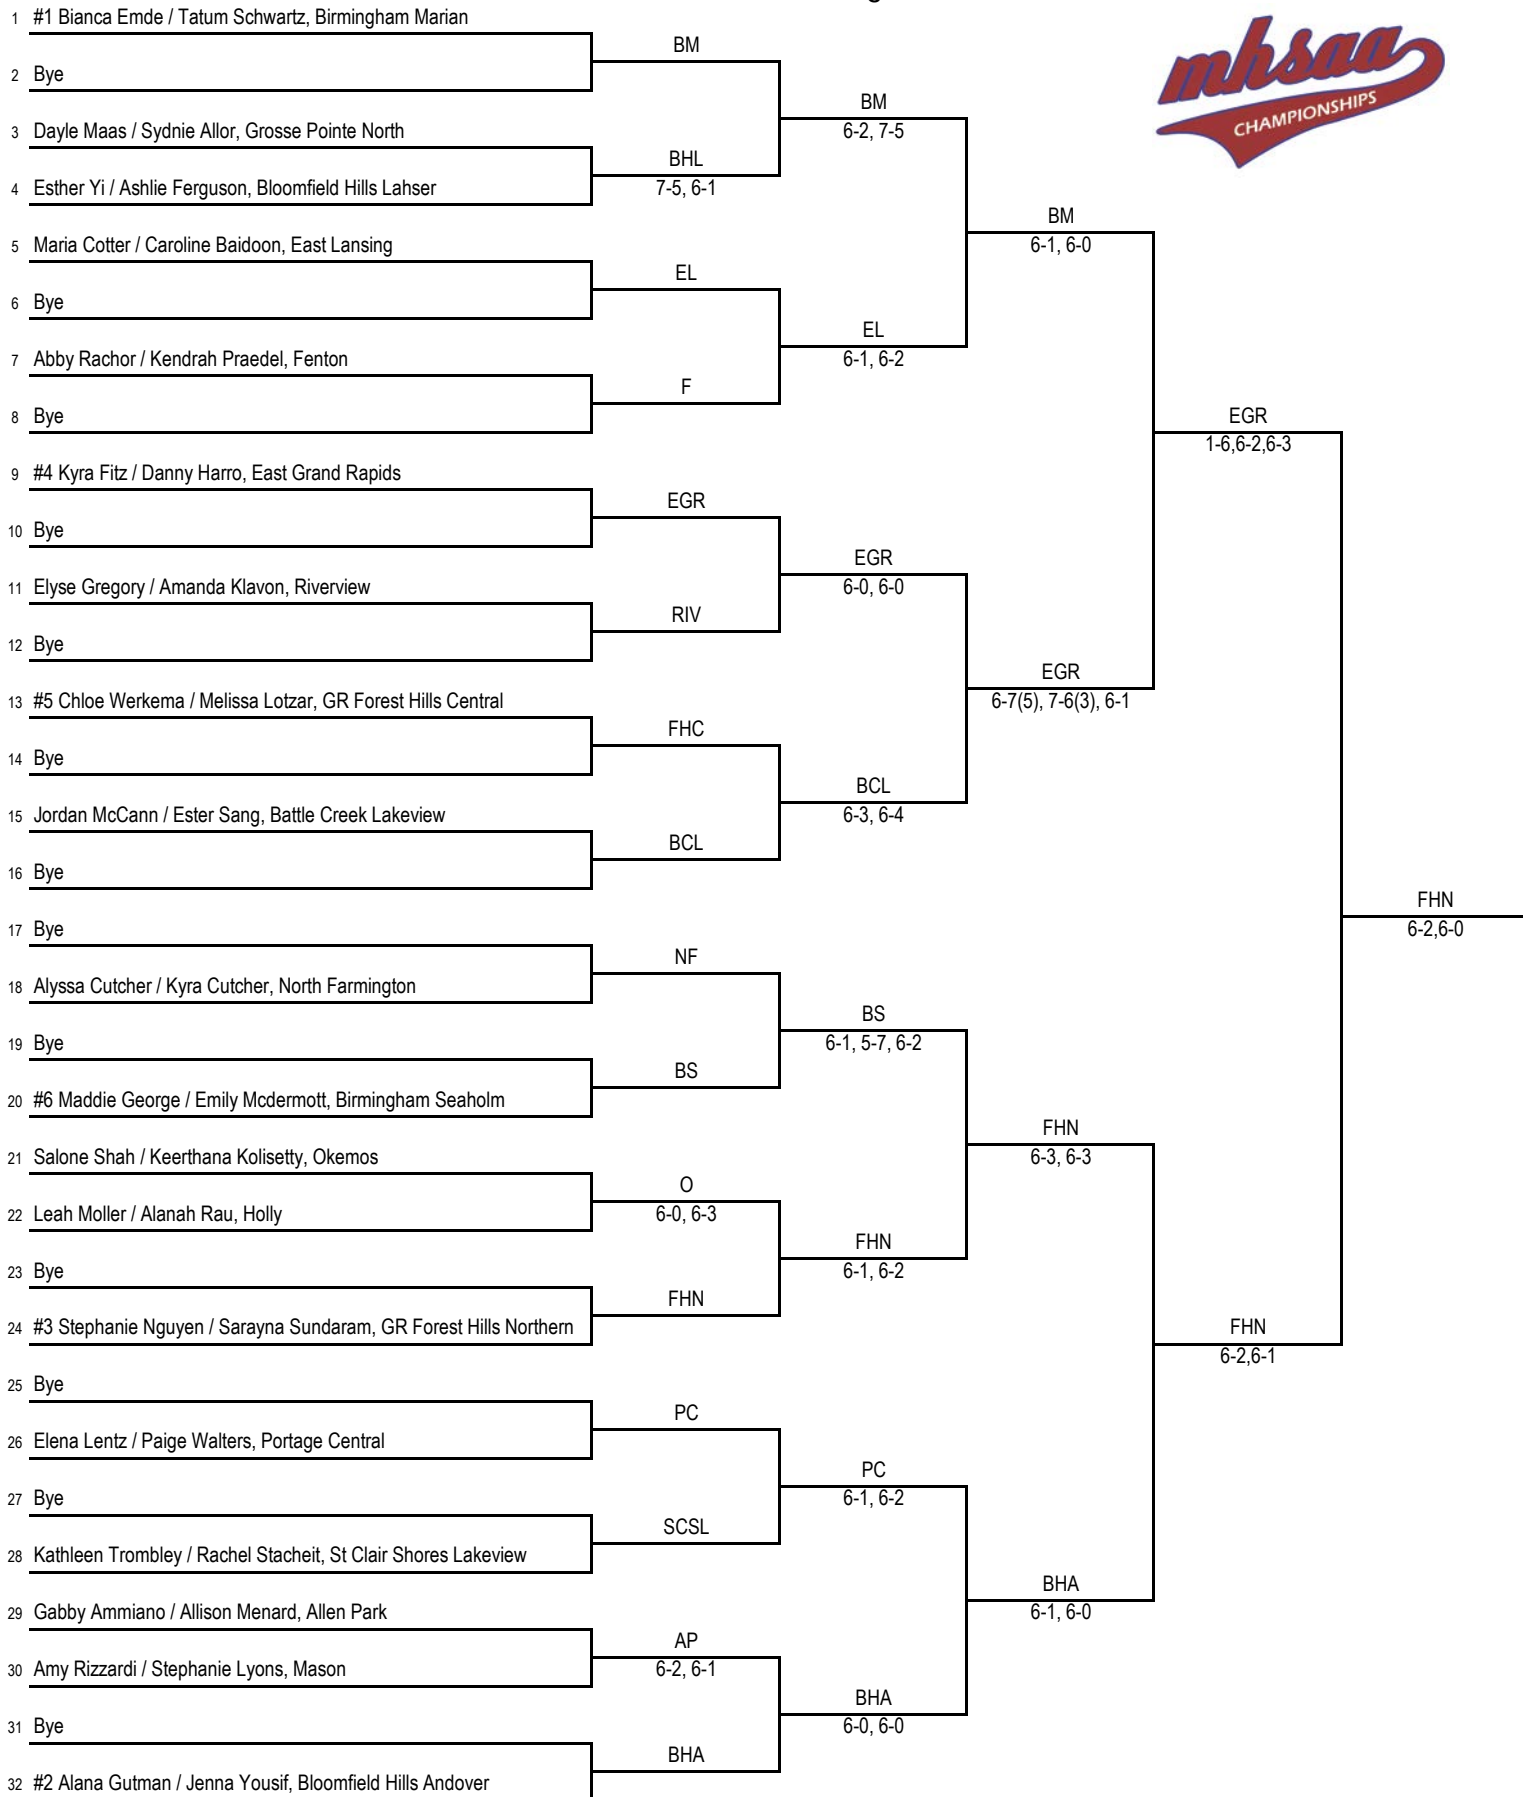 1 #1 Bianca Emde / Tatum Schwartz, Birmingham Marian
BM
2 Bye
BM
6-2, 7-5
3 Dayle Maas / Sydnie Allor, Grosse Pointe North
BHL
7-5, 6-1
4 Esther Yi / Ashlie Ferguson, Bloomfield Hills Lahser
BM
6-1, 6-0
5 Maria Cotter / Caroline Baidoon, East Lansing
EL
6 Bye
EL
6-1, 6-2
7 Abby Rachor / Kendrah Praedel, Fenton
F
8 Bye
EGR
1-6,6-2,6-3
9 #4 Kyra Fitz / Danny Harro, East Grand Rapids
EGR
10 Bye
EGR
6-0, 6-0
11 Elyse Gregory / Amanda Klavon, Riverview
RIV
12 Bye
EGR
6-7(5), 7-6(3), 6-1
13 #5 Chloe Werkema / Melissa Lotzar, GR Forest Hills Central
FHC
14 Bye
BCL
6-3, 6-4
15 Jordan McCann / Ester Sang, Battle Creek Lakeview
BCL
16 Bye
FHN
6-2,6-0
17 Bye
NF
18 Alyssa Cutcher / Kyra Cutcher, North Farmington
BS
6-1, 5-7, 6-2
19 Bye
BS
20 #6 Maddie George / Emily Mcdermott, Birmingham Seaholm
FHN
6-3, 6-3
21 Salone Shah / Keerthana Kolisetty, Okemos
O
6-0, 6-3
22 Leah Moller / Alanah Rau, Holly
FHN
6-1, 6-2
23 Bye
FHN
24 #3 Stephanie Nguyen / Sarayna Sundaram, GR Forest Hills Northern
FHN
6-2,6-1
25 Bye
PC
26 Elena Lentz / Paige Walters, Portage Central
PC
6-1, 6-2
27 Bye
SCSL
28 Kathleen Trombley / Rachel Stacheit, St Clair Shores Lakeview
BHA
6-1, 6-0
29 Gabby Ammiano / Allison Menard, Allen Park
AP
6-2, 6-1
30 Amy Rizzardi / Stephanie Lyons, Mason
BHA
6-0, 6-0
31 Bye
BHA
32 #2 Alana Gutman / Jenna Yousif, Bloomfield Hills Andover
mhsaa
CHAMPIONSHIPS